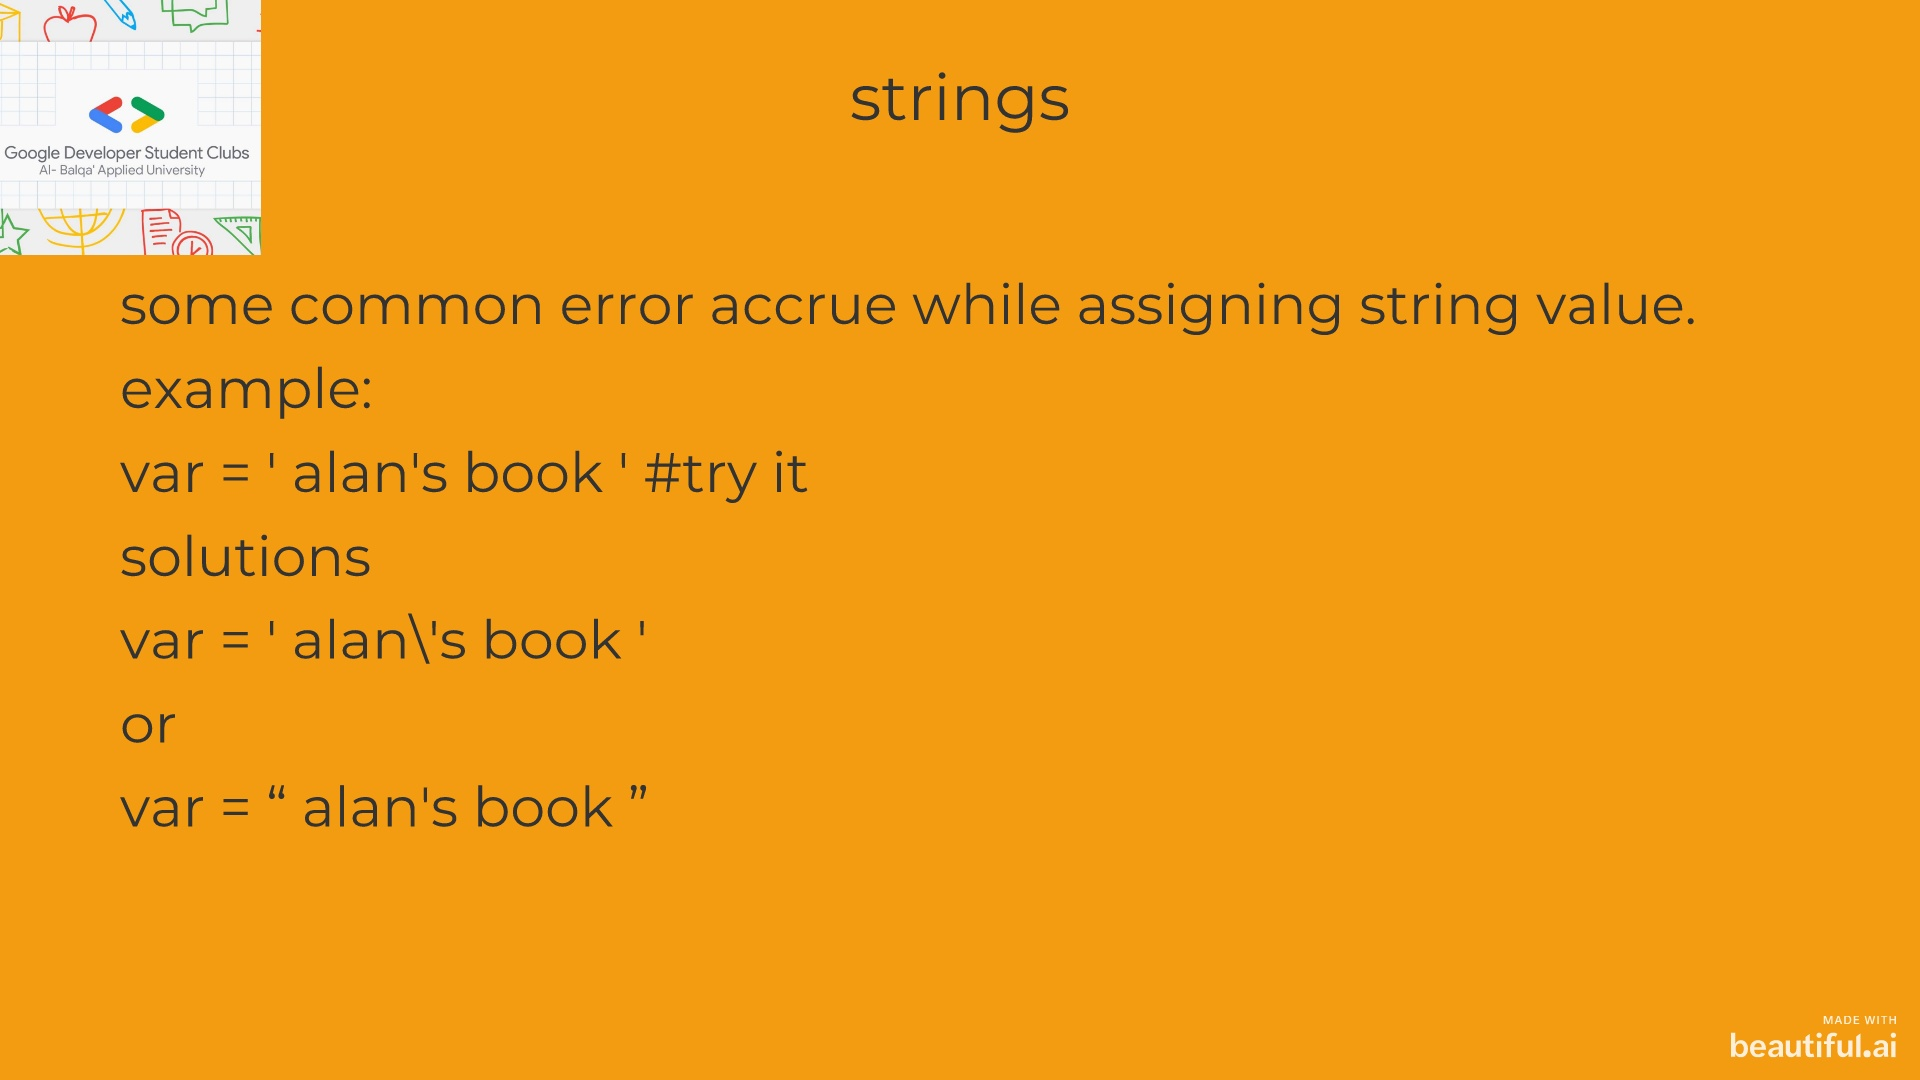 Google Developer Student Clubs
Al- Balqa' Applied University
strings
some common error accrue while assigning string value.
example:
var = ' alan's book ' #try it
solutions
var = ' alan\'s book '
or
var = “ alan's book ”
MADE WITH
beautiful.ai